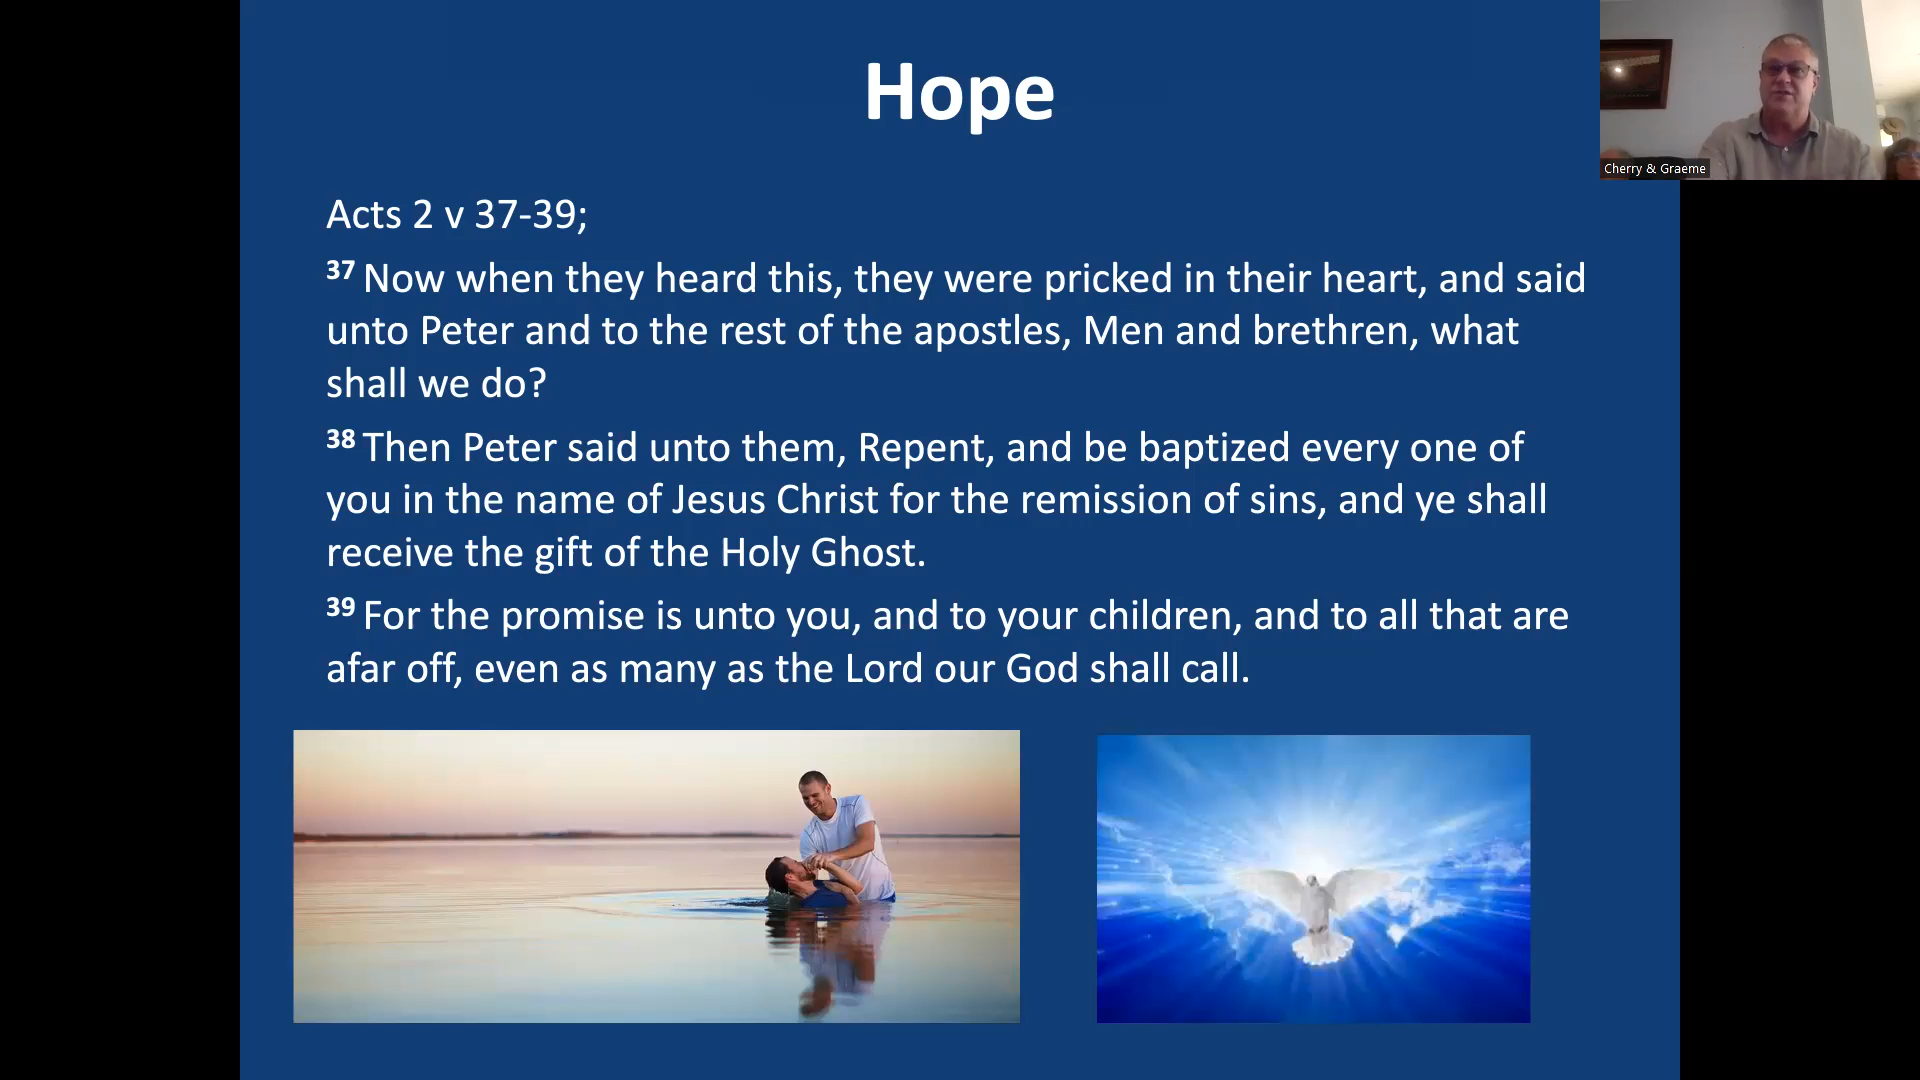 Hope
Cherry & Graeme
Acts 2 v 37-39;
37 Now when they heard this, they were pricked in their heart, and said
unto Peter and to the rest of the apostles, Men and brethren, what
shall we do?
38 Then Peter said unto them, Repent, and be baptized every one of
you in the name of Jesus Christ for the remission of sins, and ye shall
receive the gift of the Holy Ghost.
39 For the promise is unto you, and to your children, and to all that are
afar off, even as many as the Lord our God shall call.